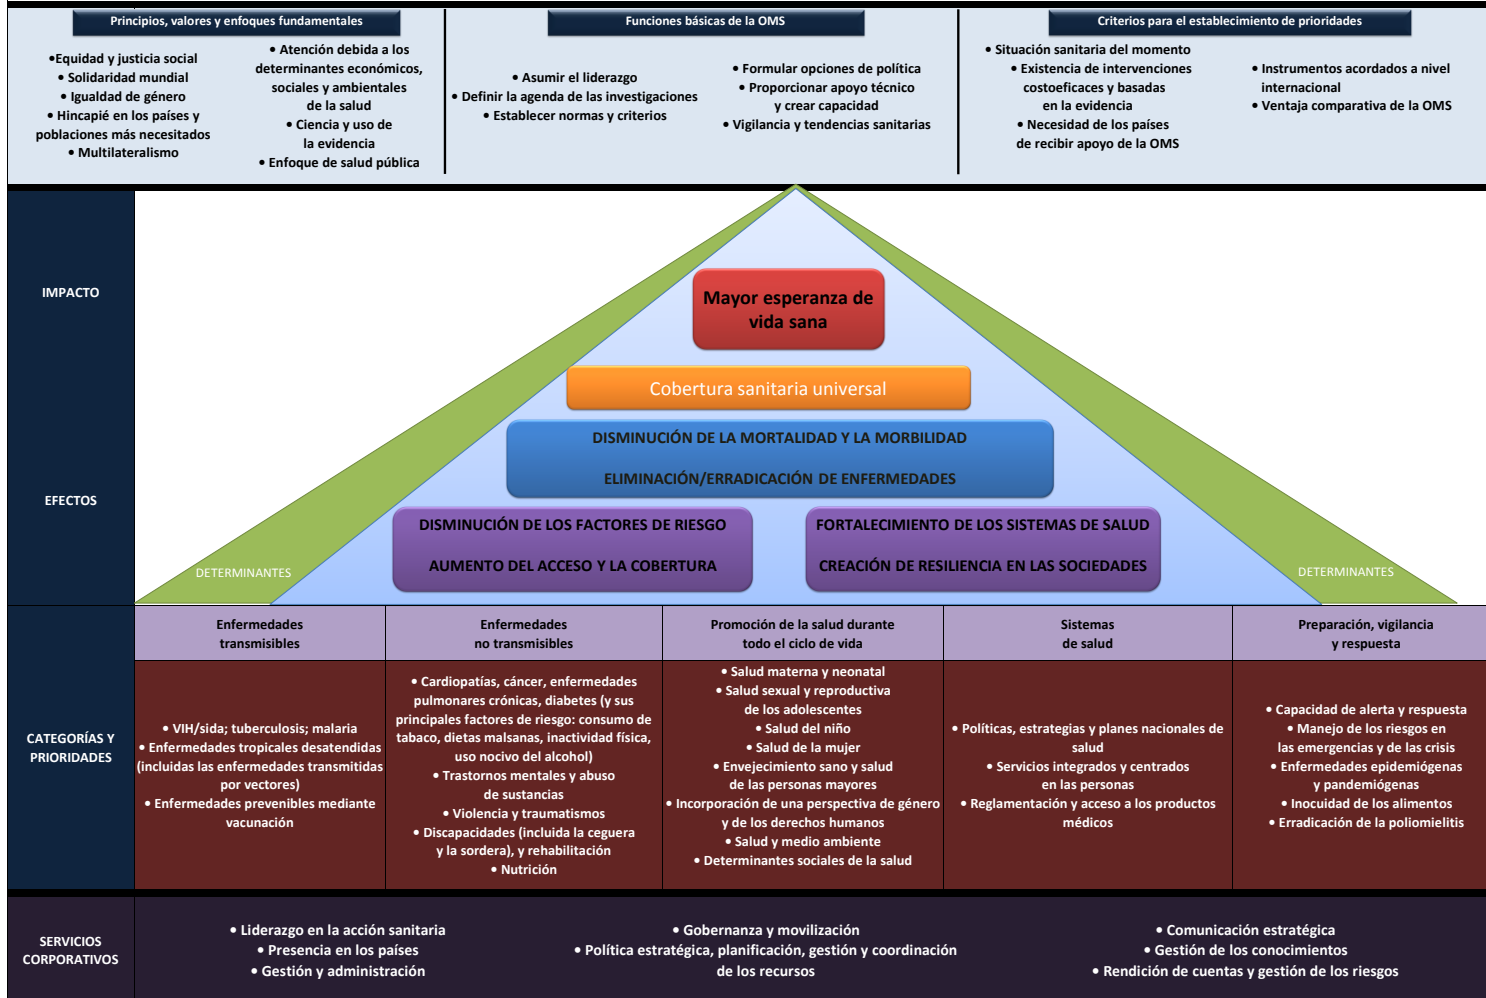 Principios, valores y enfoques fundamentales
•Equidad y justicia social
• Solidaridad mundial
• Igualdad de género
• Hincapié en los países y
poblaciones más necesitados
• Multilateralismo
• Atención debida a los
determinantes económicos,
sociales y ambientales
de la salud
• Ciencia y uso de
la evidencia
• Enfoque de salud pública
Funciones básicas de la OMS
• Asumir el liderazgo
• Definir la agenda de las investigaciones
• Establecer normas y criterios
• Formular opciones de política
• Proporcionar apoyo técnico
y crear capacidad
• Vigilancia y tendencias sanitarias
Criterios para el establecimiento de prioridades
• Situación sanitaria del momento
• Existencia de intervenciones
costoeficaces y basadas
en la evidencia
• Necesidad de los países
de recibir apoyo de la OMS
• Instrumentos acordados a nivel
internacional
• Ventaja comparativa de la OMS
IMPACTO
Mayor esperanza de
vida sana
Cobertura sanitaria universal
EFECTOS
DISMINUCIÓN DE LA MORTALIDAD Y LA MORBILIDAD
ELIMINACIÓN/ERRADICACIÓN DE ENFERMEDADES
DISMINUCIÓN DE LOS FACTORES DE RIESGO
AUMENTO DEL ACCESO Y LA COBERTURA
FORTALECIMIENTO DE LOS SISTEMAS DE SALUD
CREACIÓN DE RESILIENCIA EN LAS SOCIEDADES
DETERMINANTES
DETERMINANTES
CATEGORÍAS Y
PRIORIDADES
Enfermedades
transmisibles
• VIH/sida; tuberculosis; malaria
• Enfermedades tropicales desatendidas
(incluidas las enfermedades transmitidas
por vectores)
• Enfermedades prevenibles mediante
vacunación
Enfermedades
no transmisibles
• Cardiopatías, cáncer, enfermedades
pulmonares crónicas, diabetes (y sus
principales factores de riesgo: consumo de
tabaco, dietas malsanas, inactividad física,
uso nocivo del alcohol)
• Trastornos mentales y abuso
de sustancias
• Violencia y traumatismos
• Discapacidades (incluida la ceguera
y la sordera), y rehabilitación
• Nutrición
Promoción de la salud durante
todo el ciclo de vida
• Salud materna y neonatal
• Salud sexual y reproductiva
de los adolescentes
• Salud del niño
• Salud de la mujer
• Envejecimiento sano y salud
de las personas mayores
• Incorporación de una perspectiva de género
y de los derechos humanos
• Salud y medio ambiente
• Determinantes sociales de la salud
Sistemas
de salud
• Políticas, estrategias y planes nacionales de
salud
• Servicios integrados y centrados
en las personas
• Reglamentación y acceso a los productos
médicos
Preparación, vigilancia
y respuesta
• Capacidad de alerta y respuesta
• Manejo de los riesgos en
las emergencias y de las crisis
• Enfermedades epidemiógenas
y pandemiógenas
• Inocuidad de los alimentos
• Erradicación de la poliomielitis
SERVICIOS
CORPORATIVOS
• Liderazgo en la acción sanitaria
• Presencia en los países
• Gestión y administración
• Gobernanza y movilización
• Política estratégica, planificación, gestión y coordinación
de los recursos
• Comunicación estratégica
• Gestión de los conocimientos
• Rendición de cuentas y gestión de los riesgos